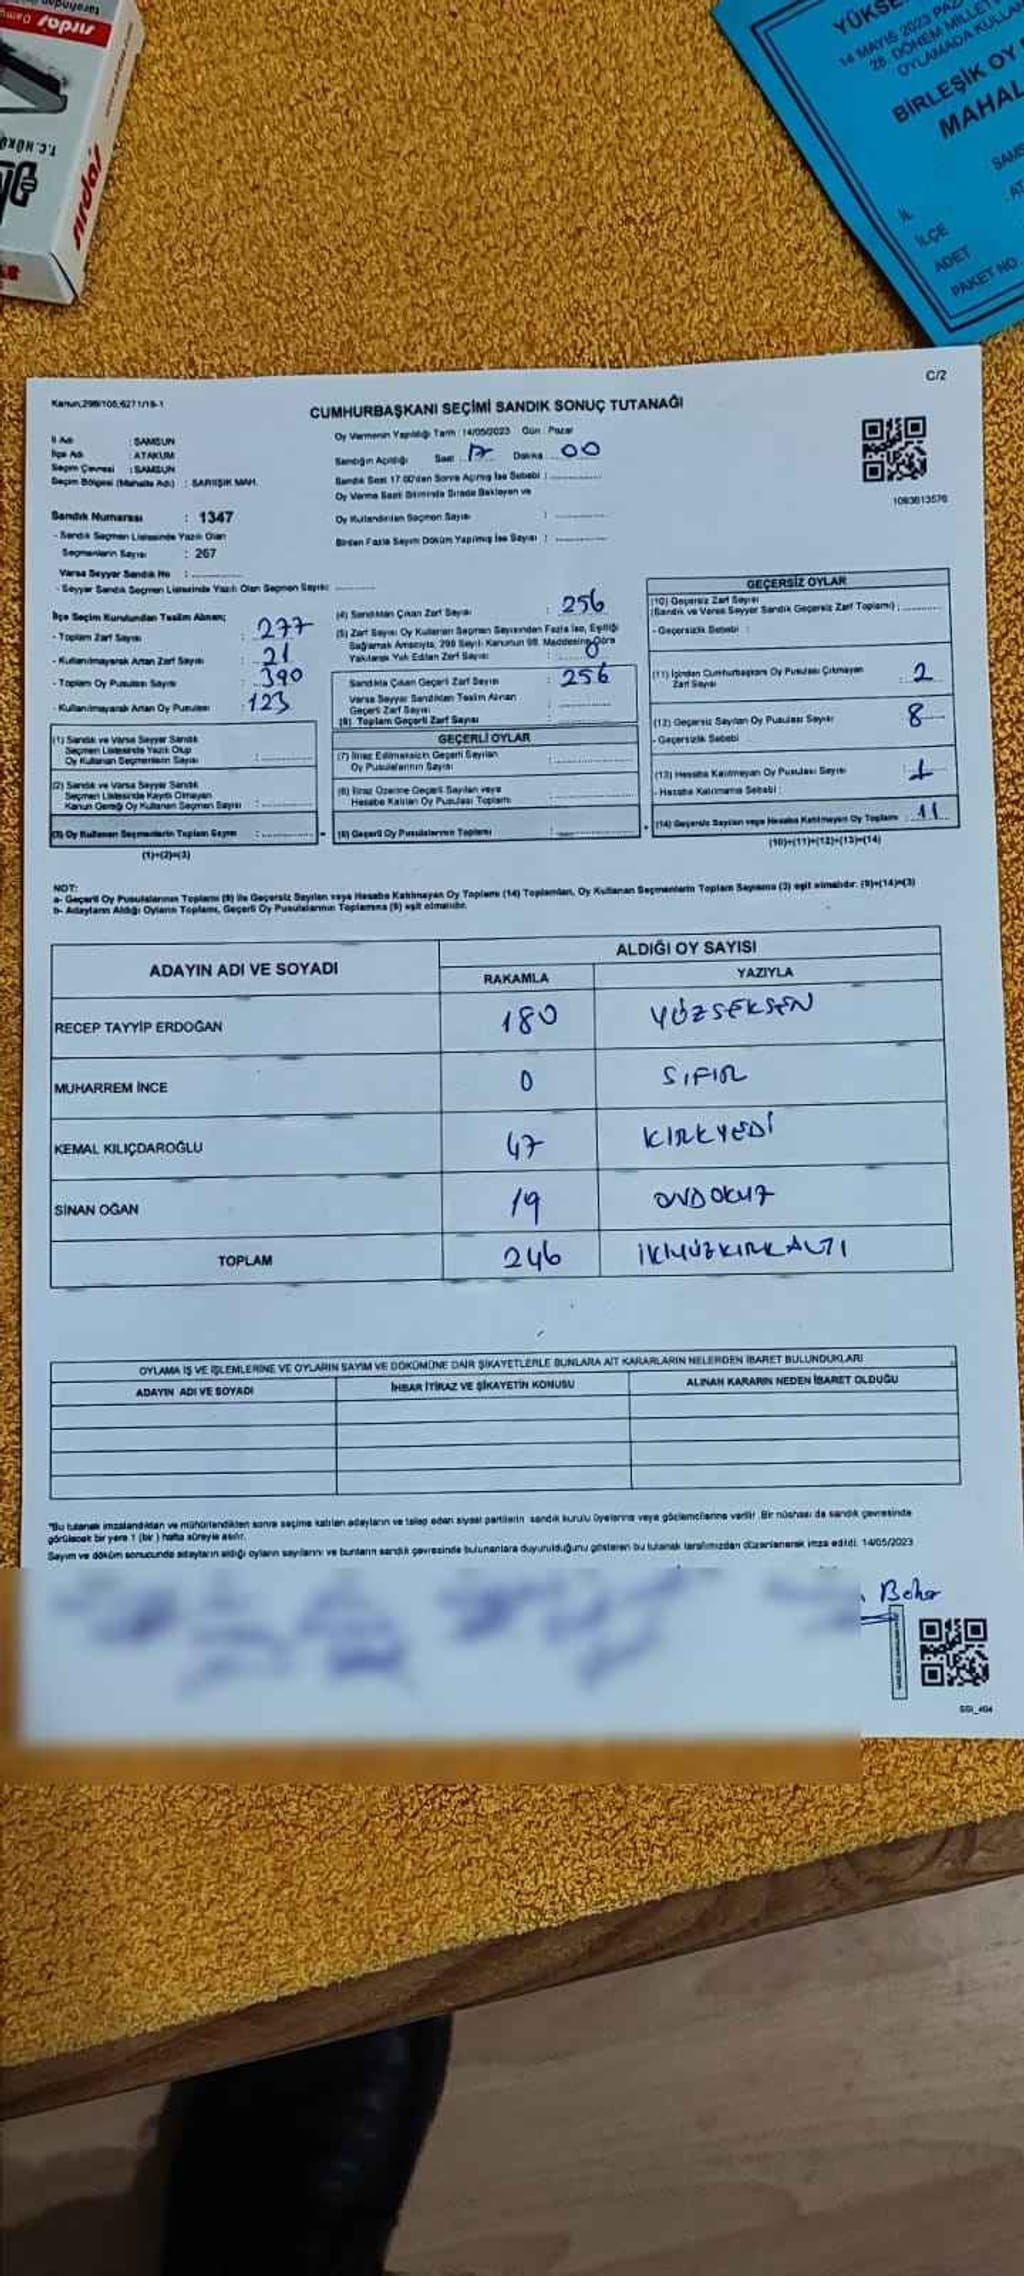 sırdaş
T.C. HÜKÜ
sırdaş
YÜKSE
14 MAYIS 2023 PAZ
28. DÖNEM MİLLET
OYLAMADA KULLAN
BİRLEŞİK OY
MAHAL
SAMS
AT
İL
İLÇE
ADET
PAKET NO.
C/2
Kanun:298/105,6271/19-1
CUMHURBAŞKANI SEÇİMİ SANDIK SONUÇ TUTANAĞI
İl Adı : SAMSUN
İlçe Adı : ATAKUM
Seçim Çevresi : SAMSUN
Seçim Bölgesi (Mahalle Adı) : SARIIŞIK MAH.
Oy Vermenin Yapıldığı Tarih : 14/05/2023 Gün : Pazar
Sandığın Açıldığı Saat : 17 Dakika : 00
Sandık Saat 17.00'den Sonra Açılmış İse Sebebi :
Oy Verme Saati Bitiminde Sırada Bekleyen ve
Oy Kullandırılan Seçmen Sayısı :
Birden Fazla Sayım Döküm Yapılmış İse Sayısı :
1093613576
Sandık Numarası : 1347
- Sandık Seçmen Listesinde Yazılı Olan
Seçmenlerin Sayısı : 267
Varsa Seyyar Sandık No :
- Seyyar Sandık Seçmen Listesinde Yazılı Olan Seçmen Sayısı:
İlçe Seçim Kurulundan Teslim Alınan;
- Toplam Zarf Sayısı : 277
- Kullanılmayarak Artan Zarf Sayısı : 21
- Toplam Oy Pusulası Sayısı : 390
- Kullanılmayarak Artan Oy Pusulası : 123
(1) Sandık ve Varsa Seyyar Sandık
Seçmen Listesinde Yazılı Olup
Oy Kullanan Seçmenlerin Sayısı :
(2) Sandık ve Varsa Seyyar Sandık
Seçmen Listesinde Kayıtlı Olmayan
Kanun Gereği Oy Kullanan Seçmen Sayısı :
(3) Oy Kullanan Seçmenlerin Toplam Sayısı :
(1)+(2)=(3)
(4) Sandıktan Çıkan Zarf Sayısı : 256
(5) Zarf Sayısı Oy Kullanan Seçmen Sayısından Fazla İse, Eşitliği
Sağlamak Amacıyla, 298 Sayılı Kanunun 98. Maddesine Göre
Yakılarak Yok Edilen Zarf Sayısı : 0
Sandıkta Çıkan Geçerli Zarf Sayısı : 256
Varsa Seyyar Sandıktan Teslim Alınan
Geçerli Zarf Sayısı
(6) Toplam Geçerli Zarf Sayısı
GEÇERLİ OYLAR
(7) İtiraz Edilmeksizin Geçerli Sayılan
Oy Pusulalarının Sayısı
(8) İtiraz Üzerine Geçerli Sayılan veya
Hesaba Katılan Oy Pusulası Toplamı
(9) Geçerli Oy Pusulalarının Toplamı
GEÇERSİZ OYLAR
(10) Geçersiz Zarf Sayısı
(Sandık ve Varsa Seyyar Sandık Geçersiz Zarf Toplamı) :
- Geçersizlik Sebebi :
(11) İçinden Cumhurbaşkanı Oy Pusulası Çıkmayan
Zarf Sayısı : 2
(12) Geçersiz Sayılan Oy Pusulası Sayısı : 8
- Geçersizlik Sebebi
(13) Hesaba Katılmayan Oy Pusulası Sayısı : 1
- Hesaba Katılmama Sebebi :
(14) Geçersiz Sayılan veya Hesaba Katılmayan Oy Toplamı : 11
(10)+(11)+(12)+(13)=(14)
NOT:
a- Geçerli Oy Pusulalarının Toplamı (9) ile Geçersiz Sayılan veya Hesaba Katılmayan Oy Toplamı (14) Toplamları, Oy Kullanan Seçmenlerin Toplam Sayısına (3) eşit olmalıdır. (9)+(14)=(3)
b- Adayların Aldığı Oyların Toplamı, Geçerli Oy Pusulalarının Toplamına (9) eşit olmalıdır.
ADAYIN ADI VE SOYADI
ALDIĞI OY SAYISI
RAKAMLA YAZIYLA
RECEP TAYYİP ERDOĞAN 180 YÜZSEKSEN
MUHARREM İNCE 0 SIFIR
KEMAL KILIÇDAROĞLU 47 KIRKYEDİ
SİNAN OĞAN 19 ONDOKUZ
TOPLAM 246 İKİYÜZKIRKALTI
OYLAMA İŞ VE İŞLEMLERİNE VE OYLARIN SAYIM VE DÖKÜMÜNE DAİR ŞİKAYETLERLE BUNLARA AİT KARARLARIN NELERDEN İBARET BULUNDUKLARI
ADAYIN ADI VE SOYADI İHBAR İTİRAZ VE ŞİKAYETİN KONUSU ALINAN KARARIN NEDEN İBARET OLDUĞU
*Bu tutanak imzalandıktan ve mühürlendikten sonra seçime katılan adayların ve talep eden siyasi partilerin sandık kurulu üyelerine veya gözlemcilerine verilir. Bir nüshası da sandık çevresinde
görülecek bir yere 1 (bir) hafta süreyle asılır.
Sayım ve döküm sonucunda adayların aldığı oyların sayılarını ve bunların sandık çevresinde bulunanlara duyurulduğunu gösteren bu tutanak tarafımızdan düzenlenerek imza edildi. 14/05/2023